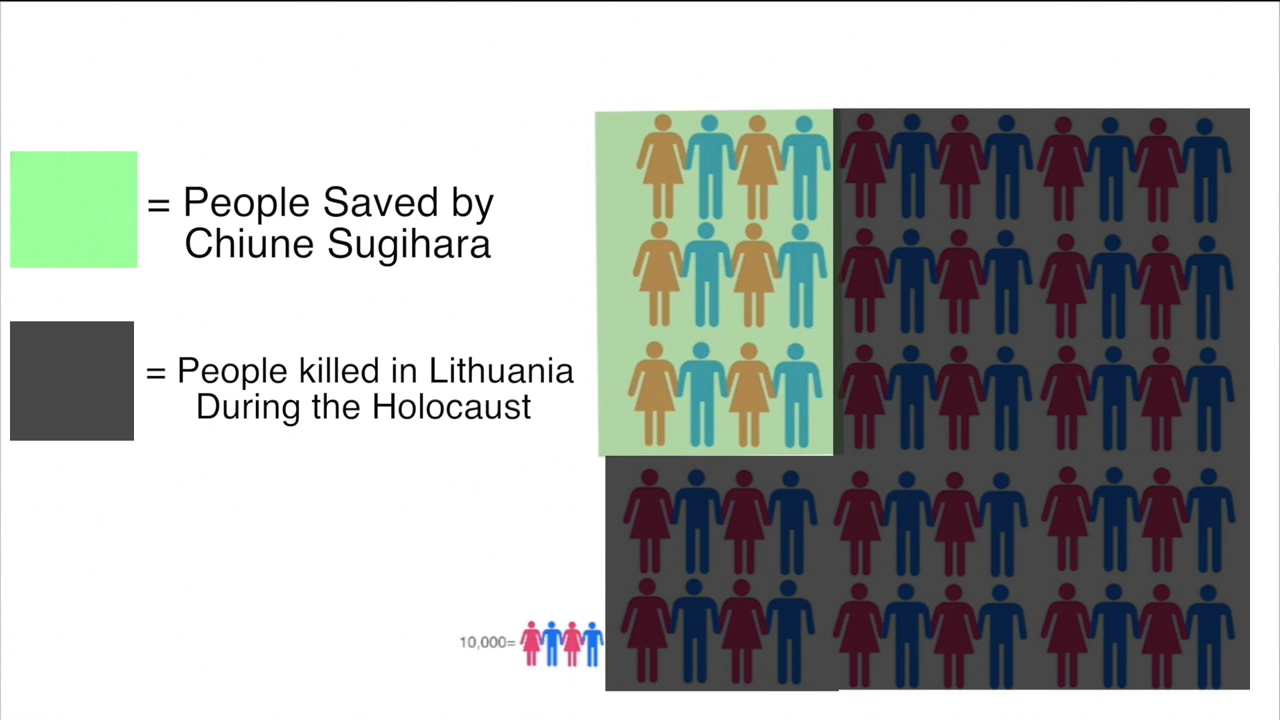 = People Saved by
Chiune Sugihara
= People killed in Lithuania
During the Holocaust
10,000=